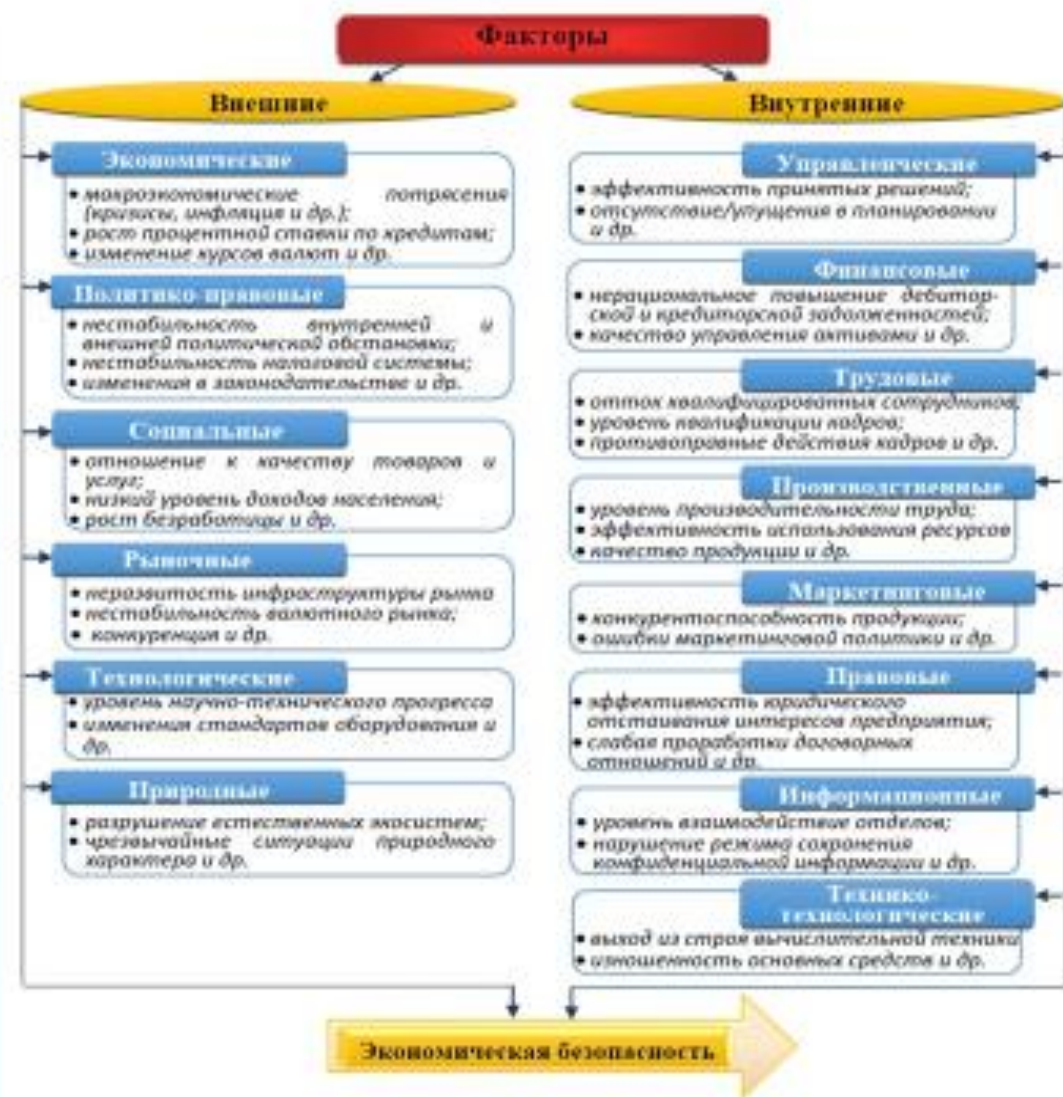 Факторы
Внешние
Экономические
• макроэкономические потрясения
(кризисы, инфляция и др.);
• рост процентной ставки по кредитам;
• изменение курсов валют и др.
Политико-правовые
• нестабильность внутренней и
внешней политической обстановки;
• нестабильность налоговой системы;
• изменения в законодательстве и др.
Социальные
• отношение к качеству товаров и
услуг;
• низкий уровень доходов населения;
• рост безработицы и др.
Рыночные
• неразвитость инфраструктуры рынка
• нестабильность валютного рынка;
• конкуренция и др.
Технологические
• уровень научно-технического прогресса
• изменения стандартов оборудования и
др.
Природные
• разрушение естественных экосистем;
• чрезвычайные ситуации природного
характера и др.
Внутренние
Управленческие
• эффективность принятых решений;
• отсутствие/упущения в планировании
и др.
Финансовые
• нерациональное повышение дебитор-
ской и кредиторской задолженностей;
• качество управления активами и др.
Трудовые
• отток квалифицированных сотрудников;
• уровень квалификации кадров;
• противоправные действия кадров и др.
Производственные
• уровень производительности труда;
• эффективность использования ресурсов
• качество продукции и др.
Маркетинговые
• конкурентоспособность продукции;
• ошибки маркетинговой политики и др.
Правовые
• эффективность юридического
отстаивания интересов предприятия;
• слабая проработки договорных
отношений и др.
Информационные
• уровень взаимодействие отделов;
• нарушение режима сохранения
конфиденциальной информации и др.
Технико-
технологические
• выход из строя вычислительной техники
• изношенность основных средств и др.
Экономическая безопасность